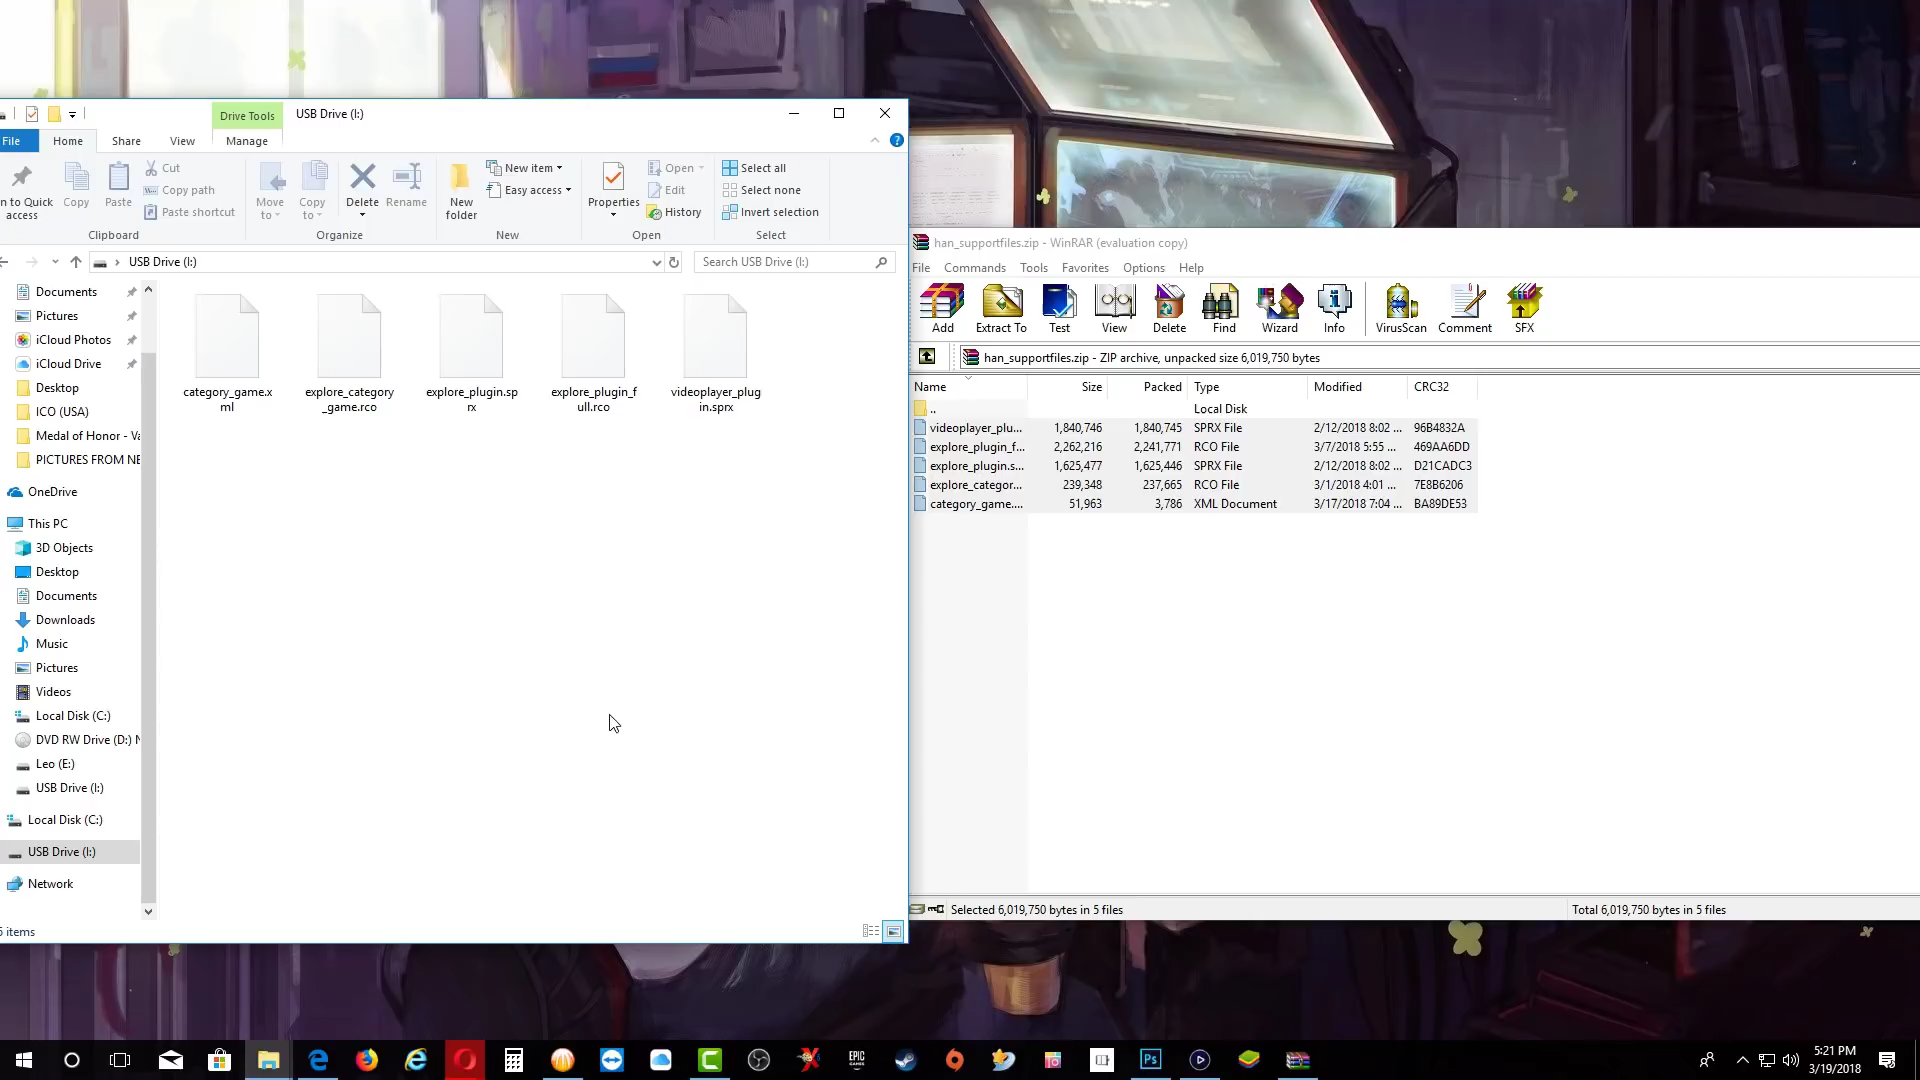 Drive Tools
USB Drive (I:)
File
Home
Share
View
Manage
n to Quick
access
Copy
Paste
Cut
Copy path
Paste shortcut
Move
to
Copy
to
Delete
Rename
New
folder
New item
Easy access
Properties
Open
Edit
History
Select all
Select none
Invert selection
Clipboard
Organize
New
Open
Select
USB Drive (I:)
Search USB Drive (I:)
Documents
Pictures
iCloud Photos
iCloud Drive
Desktop
ICO (USA)
Medal of Honor - Va
PICTURES FROM NE
OneDrive
This PC
3D Objects
Desktop
Documents
Downloads
Music
Pictures
Videos
Local Disk (C:)
DVD RW Drive (D:) N
Leo (E:)
USB Drive (I:)
Local Disk (C:)
USB Drive (I:)
Network
category_game.x
ml
explore_category
_game.rco
explore_plugin.sp
rx
explore_plugin_f
ull.rco
videoplayer_plug
in.sprx
5 items
han_supportfiles.zip - WinRAR (evaluation copy)
File Commands Tools Favorites Options Help
Add
Extract To
Test
View
Delete
Find
Wizard
Info
VirusScan
Comment
SFX
han_supportfiles.zip - ZIP archive, unpacked size 6,019,750 bytes
Name Size Packed Type Modified CRC32
.. Local Disk
videoplayer_plu... 1,840,746 1,840,745 SPRX File 2/12/2018 8:02 ... 96B4832A
explore_plugin_f... 2,262,216 2,241,771 RCO File 3/7/2018 5:55 ... 469AA6DD
explore_plugin.s... 1,625,477 1,625,446 SPRX File 2/12/2018 8:02 ... D21CADC3
explore_categor... 239,348 237,665 RCO File 3/1/2018 4:01 ... 7E8B6206
category_game.... 51,963 3,786 XML Document 3/17/2018 7:04 ... BA89DE53
Selected 6,019,750 bytes in 5 files
Total 6,019,750 bytes in 5 files
EPIC
GAMES
Ps
5:21 PM
3/19/2018